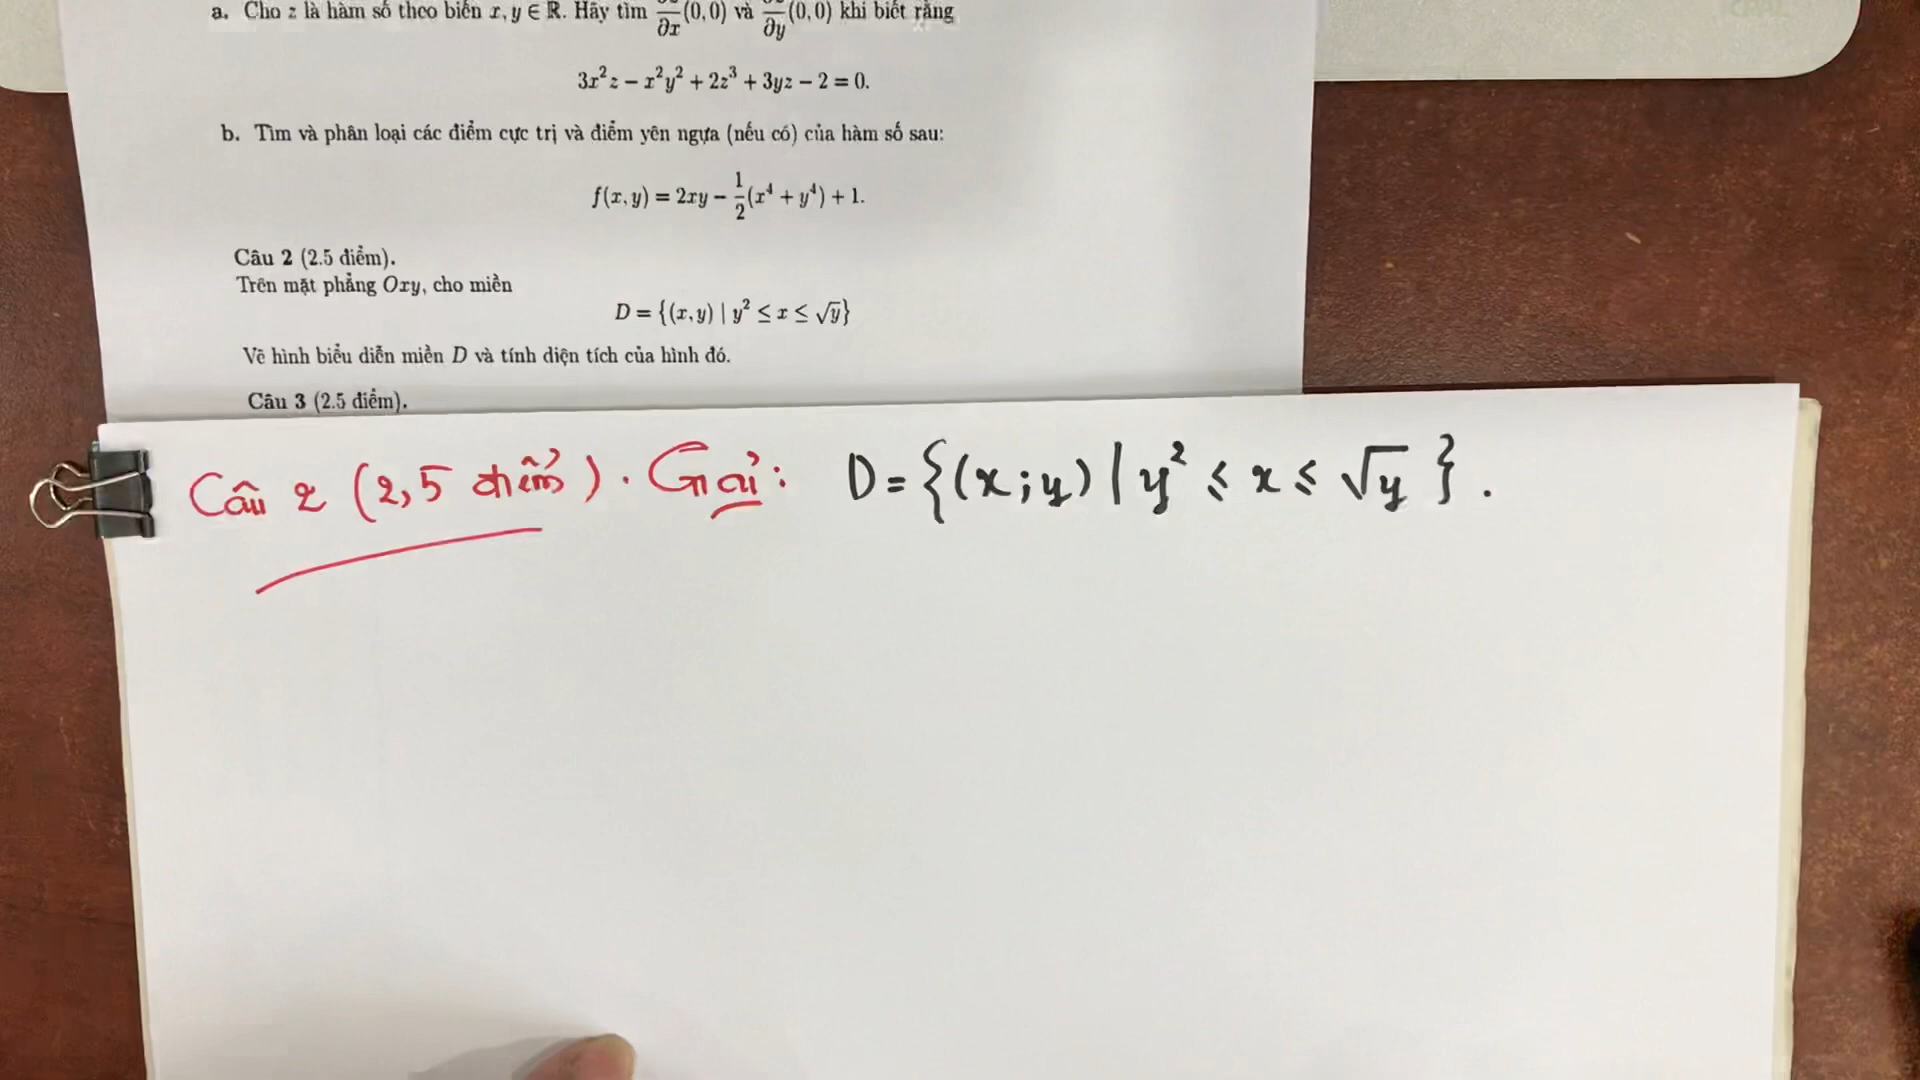 a. Cho z là hàm số theo biến x, y ∈ ℝ. Hãy tìm ∂z/∂x (0,0) và ∂z/∂y (0,0) khi biết rằng
3x²z − x²y² + 2z³ + 3yz − 2 = 0.
b. Tìm và phân loại các điểm cực trị và điểm yên ngựa (nếu có) của hàm số sau:
f(x, y) = 2xy − 1/2 (x⁴ + y⁴) + 1.
Câu 2 (2.5 điểm).
Trên mặt phẳng Oxy, cho miền
D = {(x, y) | y² ≤ x ≤ √y}
Vẽ hình biểu diễn miền D và tính diện tích của hình đó.
Câu 3 (2.5 điểm).
Câu 2 (2,5 điểm). Giải: D = {(x; y) | y² ≤ x ≤ √y}.